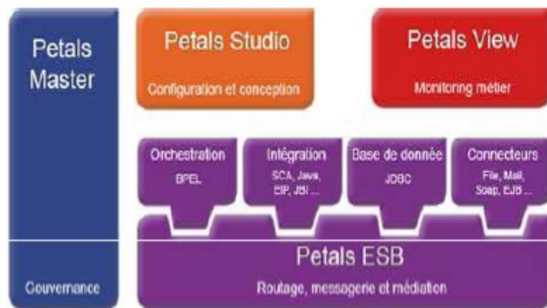 Petals
Master
Gouvernance
Petals Studio
Configuration et conception
Petals View
Monitoring métier
Orchestration
BPEL
Intégration
SCA, Java,
EIP, JBI ...
Base de donnée
JDBC
Connecteurs
File, Mail,
Soap, EJB ...
Petals ESB
Routage, messagerie et médiation